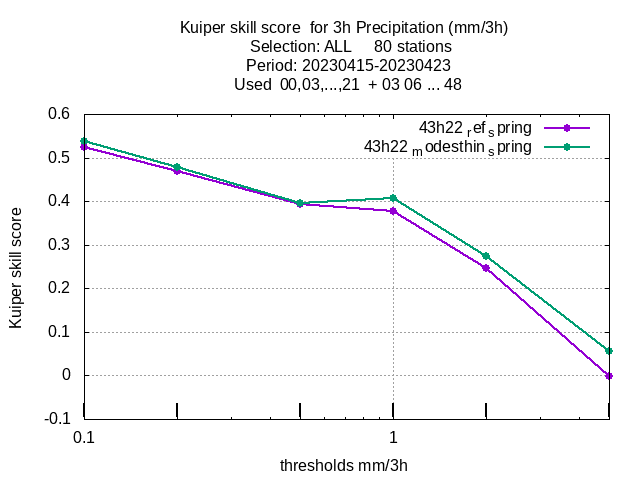 Kuiper skill score  for 3h Precipitation (mm/3h)
Selection: ALL     80 stations
Period: 20230415-20230423
Used  00,03,...,21  + 03 06 ... 48
43h22 ref spring
43h22 modesthin spring
Kuiper skill score
0.6
0.5
0.4
0.3
0.2
0.1
0
-0.1
0.1 1
thresholds mm/3h